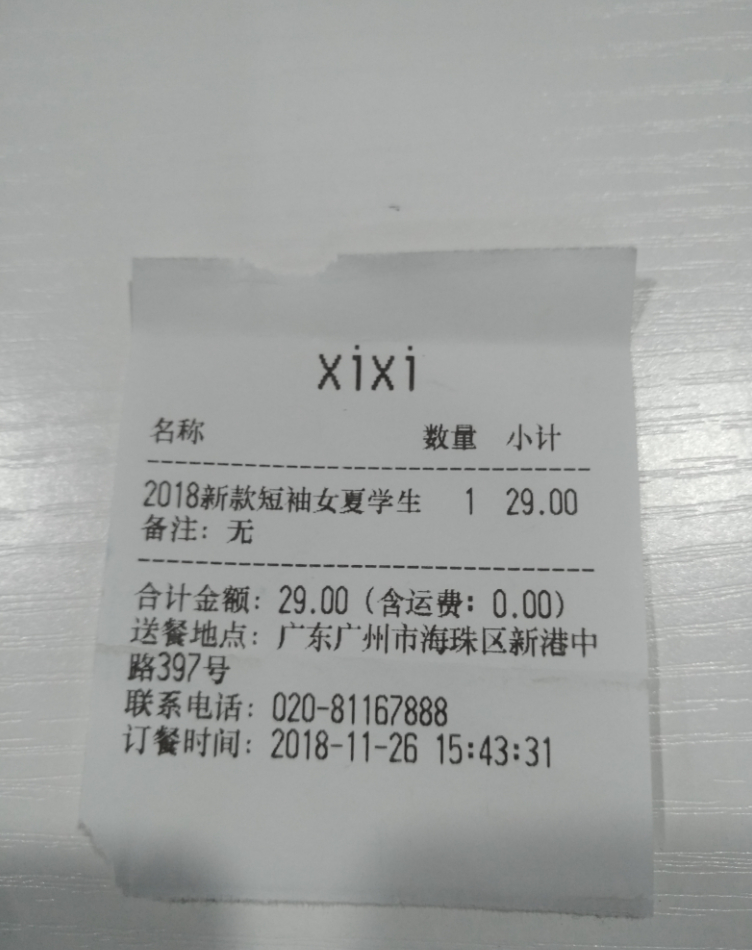 xixi
名称 数量 小计
2018新款短袖女夏学生 1 29.00
备注: 无
合计金额: 29.00 (含运费: 0.00)
送餐地点: 广东广州市海珠区新港中
路397号
联系电话: 020-81167888
订餐时间: 2018-11-26 15:43:31